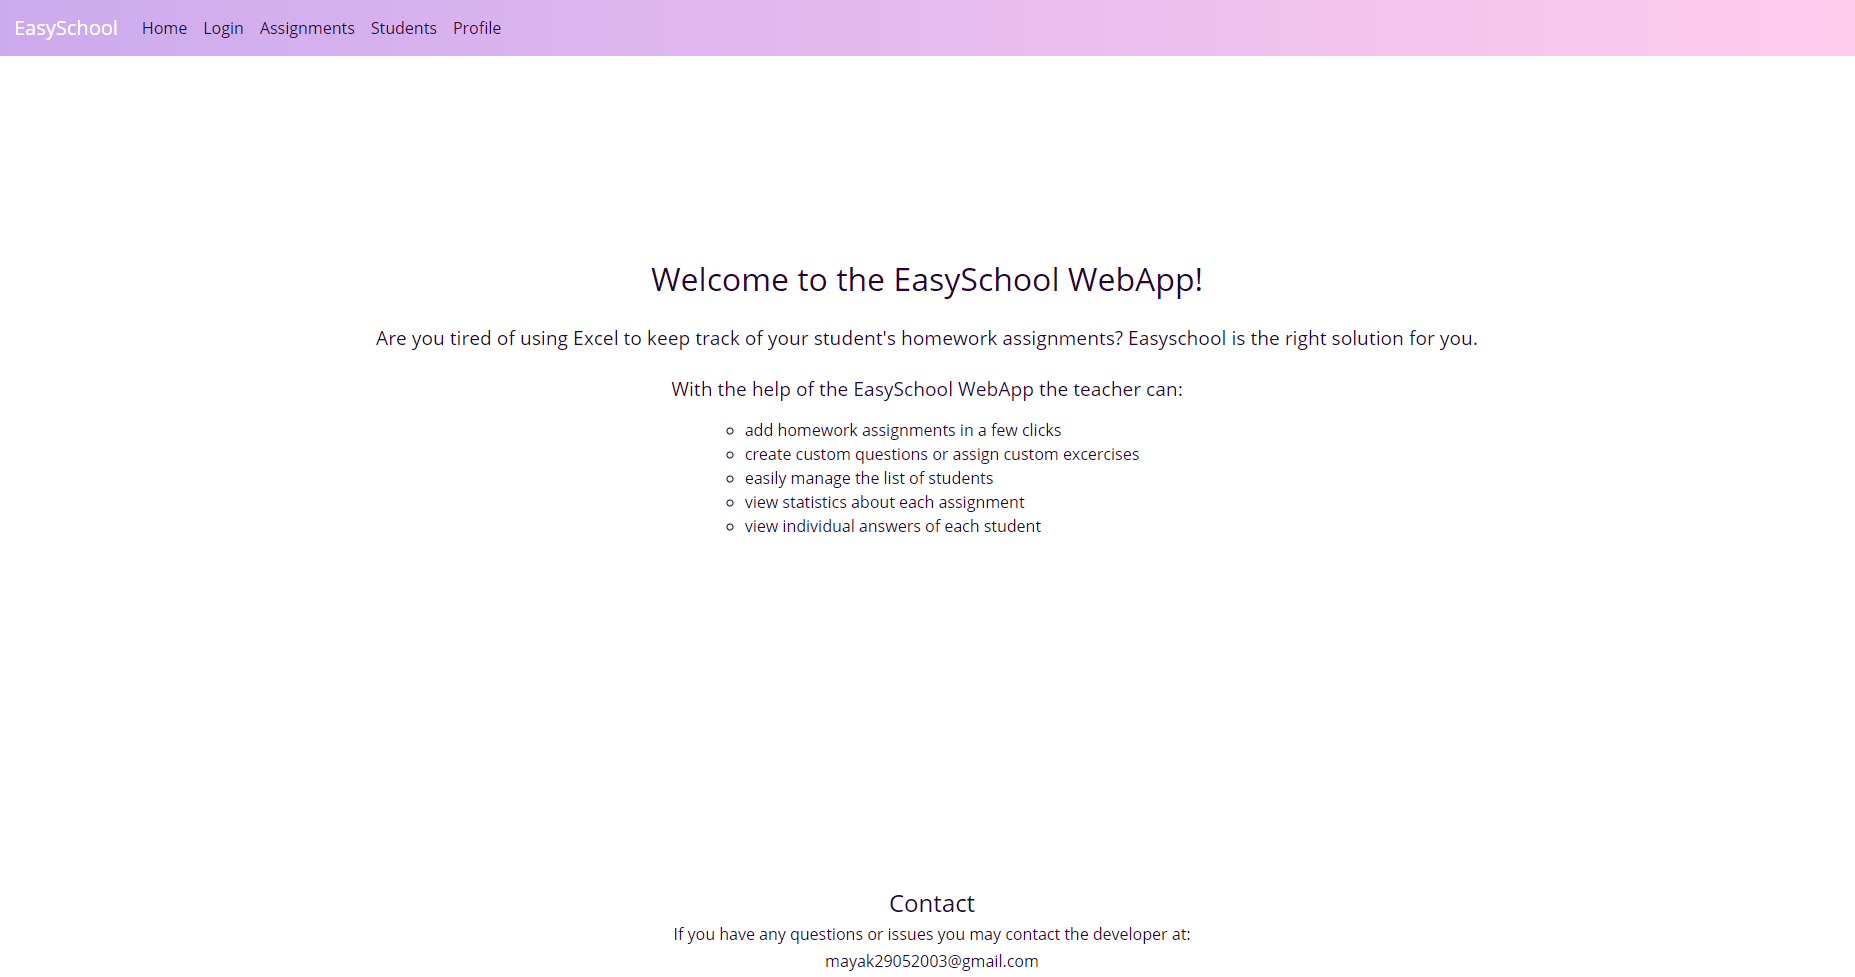 EasySchool Home Login Assignments Students Profile
Welcome to the EasySchool WebApp!
Are you tired of using Excel to keep track of your student's homework assignments? Easyschool is the right solution for you.
With the help of the EasySchool WebApp the teacher can:
add homework assignments in a few clicks
create custom questions or assign custom excercises
easily manage the list of students
view statistics about each assignment
view individual answers of each student
Contact
If you have any questions or issues you may contact the developer at:
mayak29052003@gmail.com